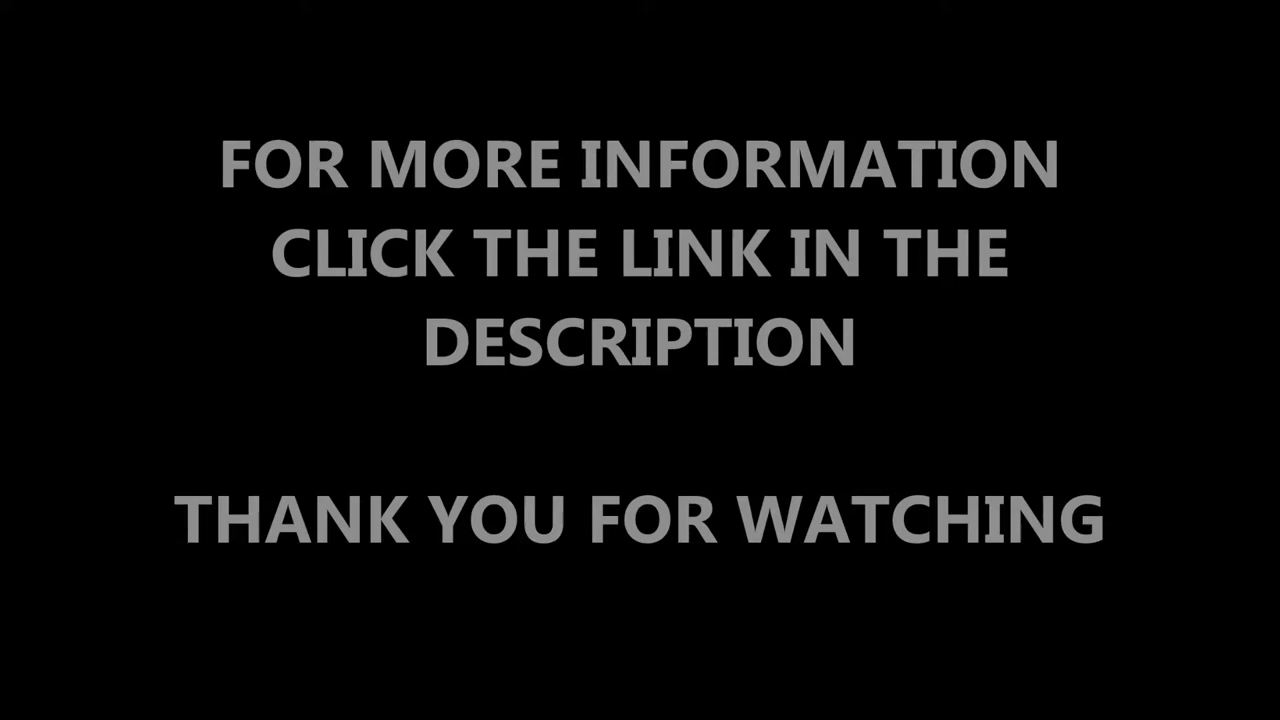 FOR MORE INFORMATION
CLICK THE LINK IN THE
DESCRIPTION
THANK YOU FOR WATCHING